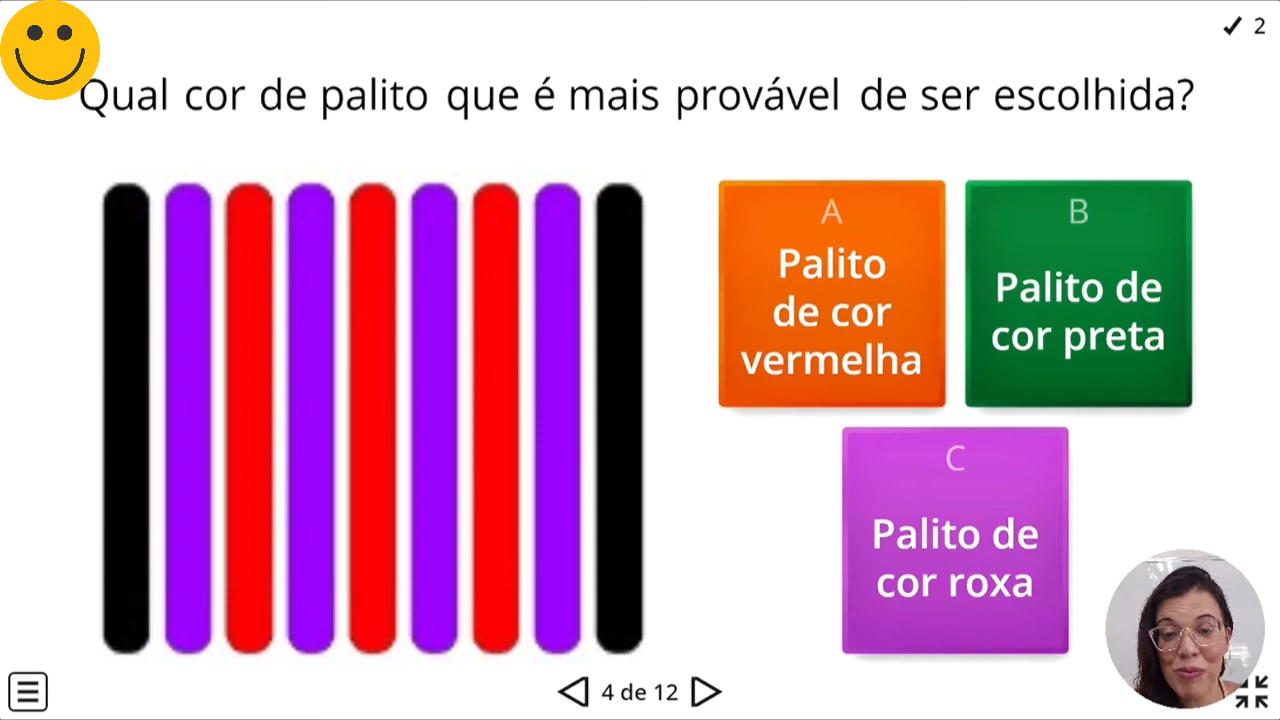 ✓ 2
Qual cor de palito que é mais provável de ser escolhida?
A
Palito
de cor
vermelha
B
Palito de
cor preta
C
Palito de
cor roxa
4 de 12